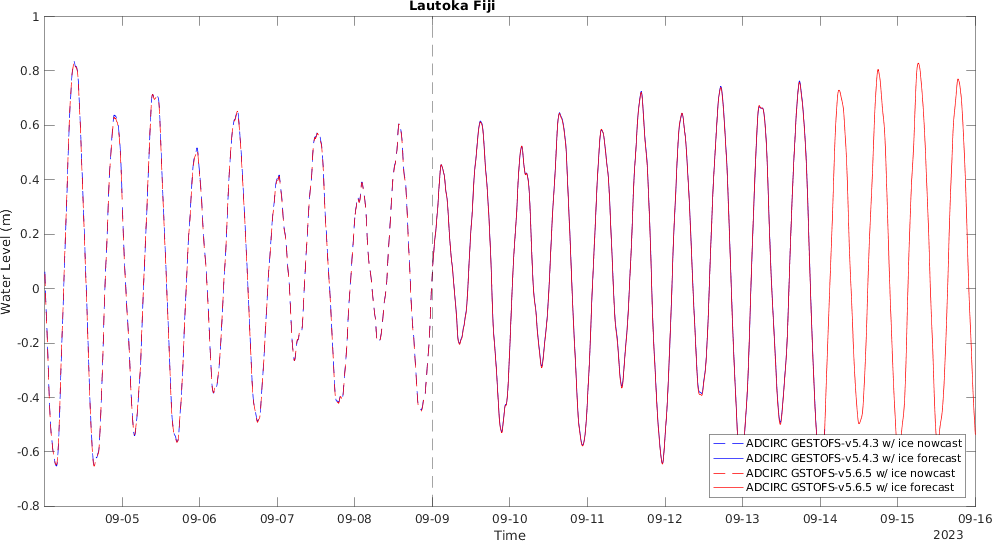 Lautoka Fiji
1
0.8
0.6
0.4
0.2
0
-0.2
-0.4
-0.6
-0.8
Water Level (m)
09-05 09-06 09-07 09-08 09-09 09-10 09-11 09-12 09-13 09-14 09-15 09-16
Time
2023
ADCIRC GESTOFS-v5.4.3 w/ ice nowcast
ADCIRC GESTOFS-v5.4.3 w/ ice forecast
ADCIRC GSTOFS-v5.6.5 w/ ice nowcast
ADCIRC GSTOFS-v5.6.5 w/ ice forecast